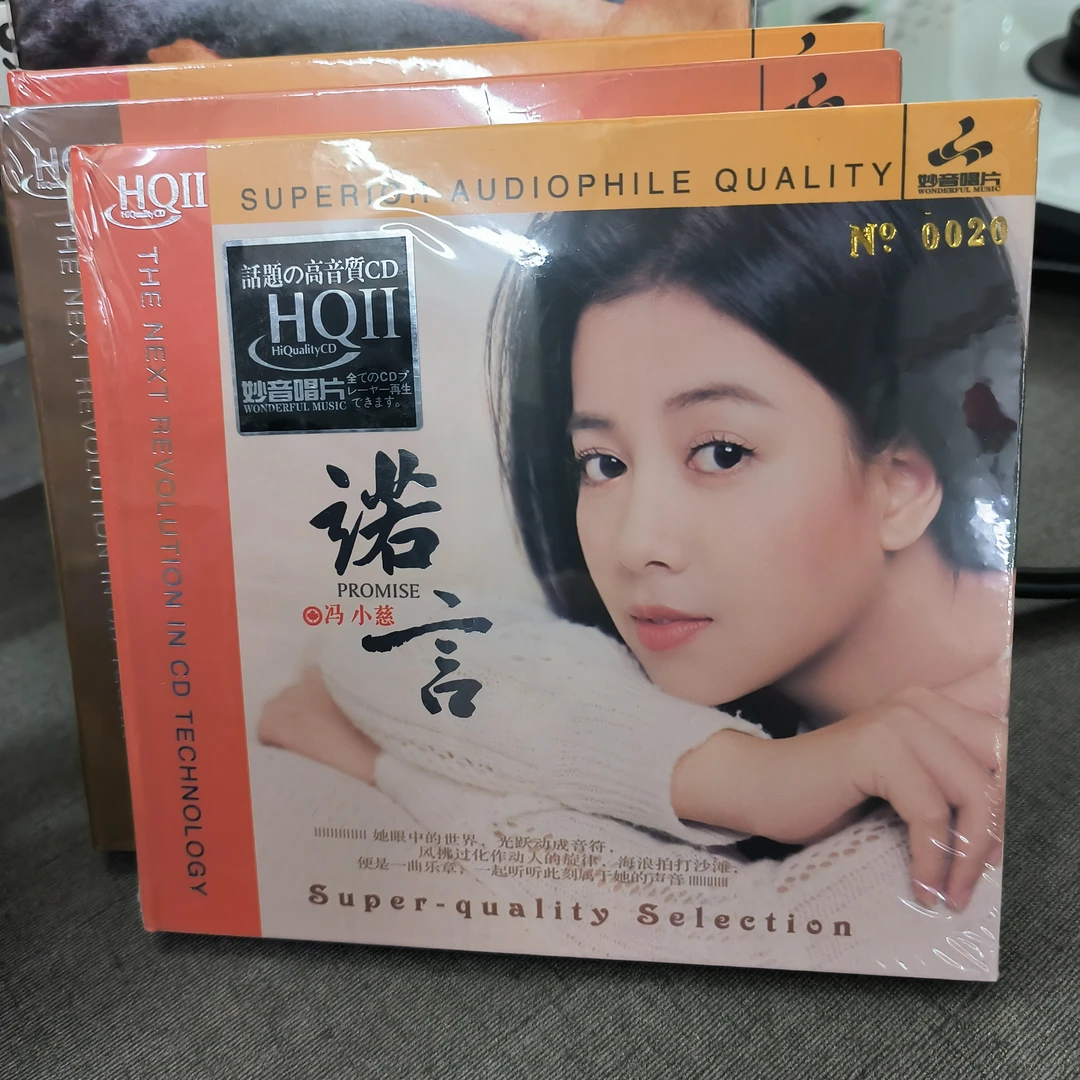 HQII
HiQualityCD
SUPERIOR AUDIOPHILE QUALITY
妙音唱片
WONDERFUL MUSIC
Nº 0020
THE NEXT REVOLUTION IN CD TECHNOLOGY
話題の高音質CD
HQII
HiQualityCD
妙音唱片
WONDERFUL MUSIC
全てのCDプ
レーヤー再生
できます。
諾言
PROMISE
冯小慈
她眼中的世界，光跃动成音符，
风拂过化作动人的旋律，海浪拍打沙滩，
便是一曲乐章，一起听听此刻属于她的声音
Super-quality Selection
THE NEXT REVOLUTION IN